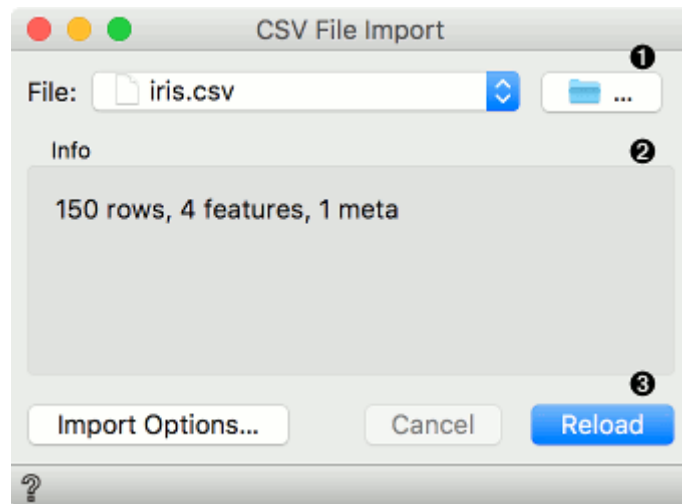 CSV File Import
❶
File: iris.csv ...
Info ❷
150 rows, 4 features, 1 meta
❸
Import Options... Cancel Reload
?